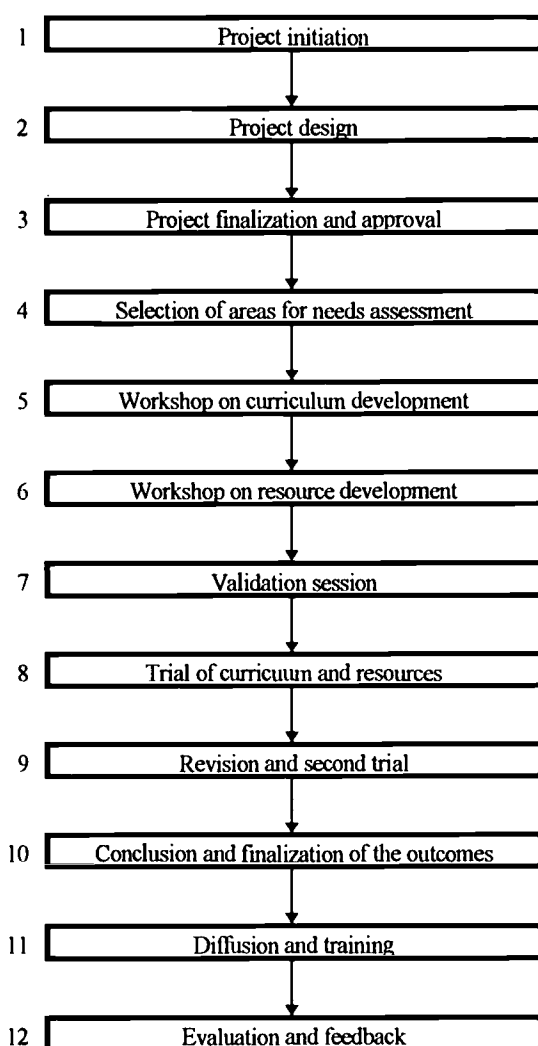 1 Project initiation
2 Project design
3 Project finalization and approval
4 Selection of areas for needs assessment
5 Workshop on curriculum development
6 Workshop on resource development
7 Validation session
8 Trial of curricuum and resources
9 Revision and second trial
10 Conclusion and finalization of the outcomes
11 Diffusion and training
12 Evaluation and feedback